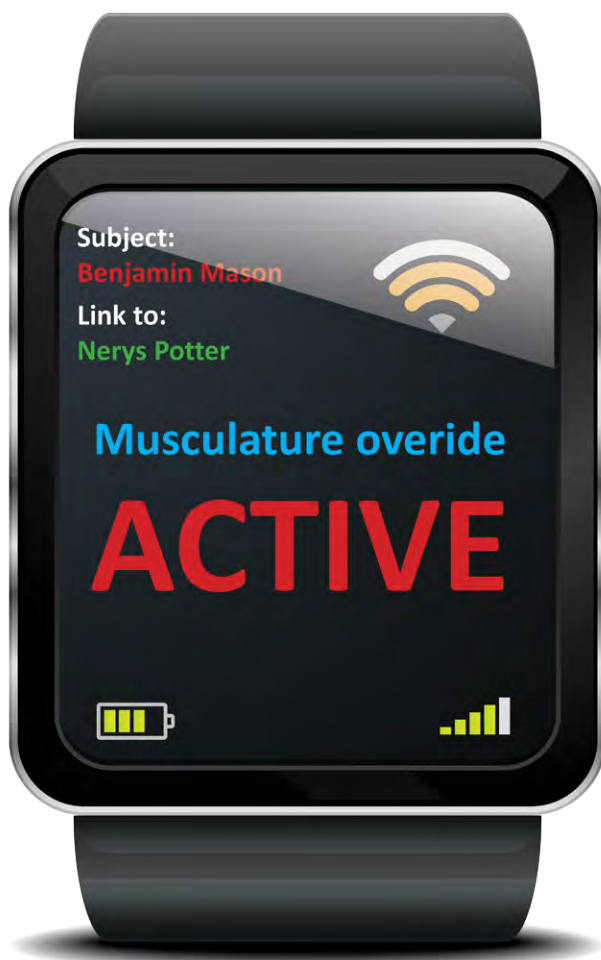 Subject:
Benjamin Mason
Link to:
Nerys Potter
Musculature overide
ACTIVE